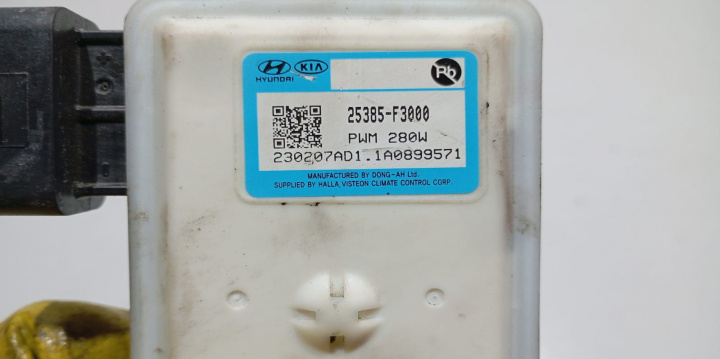 HYUNDAI KIA
Pb
25385-F3000
PWM 280W
230207AD1.1A0899571
MANUFACTURED BY DONG-AH Ltd.
SUPPLIED BY HALLA VISTEON CLIMATE CONTROL CORP.